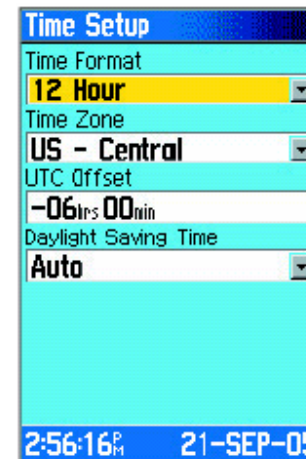 Time Setup
Time Format
12 Hour
Time Zone
US - Central
UTC Offset
-06hrs 00min
Daylight Saving Time
Auto
2:56:16PM 21-SEP-05